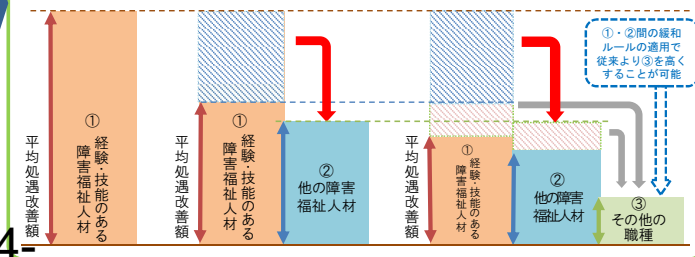 平均処遇改善額
①
経験・技能のある
障害福祉人材
平均処遇改善額
①
経験・技能のある
障害福祉人材
②
他の障害
福祉人材
平均処遇改善額
①
経験・技能のある
障害福祉人材
②
他の障害
福祉人材
③
その他の
職種
①・②間の緩和
ルールの適用で
従来より③を高く
することが可能
4-